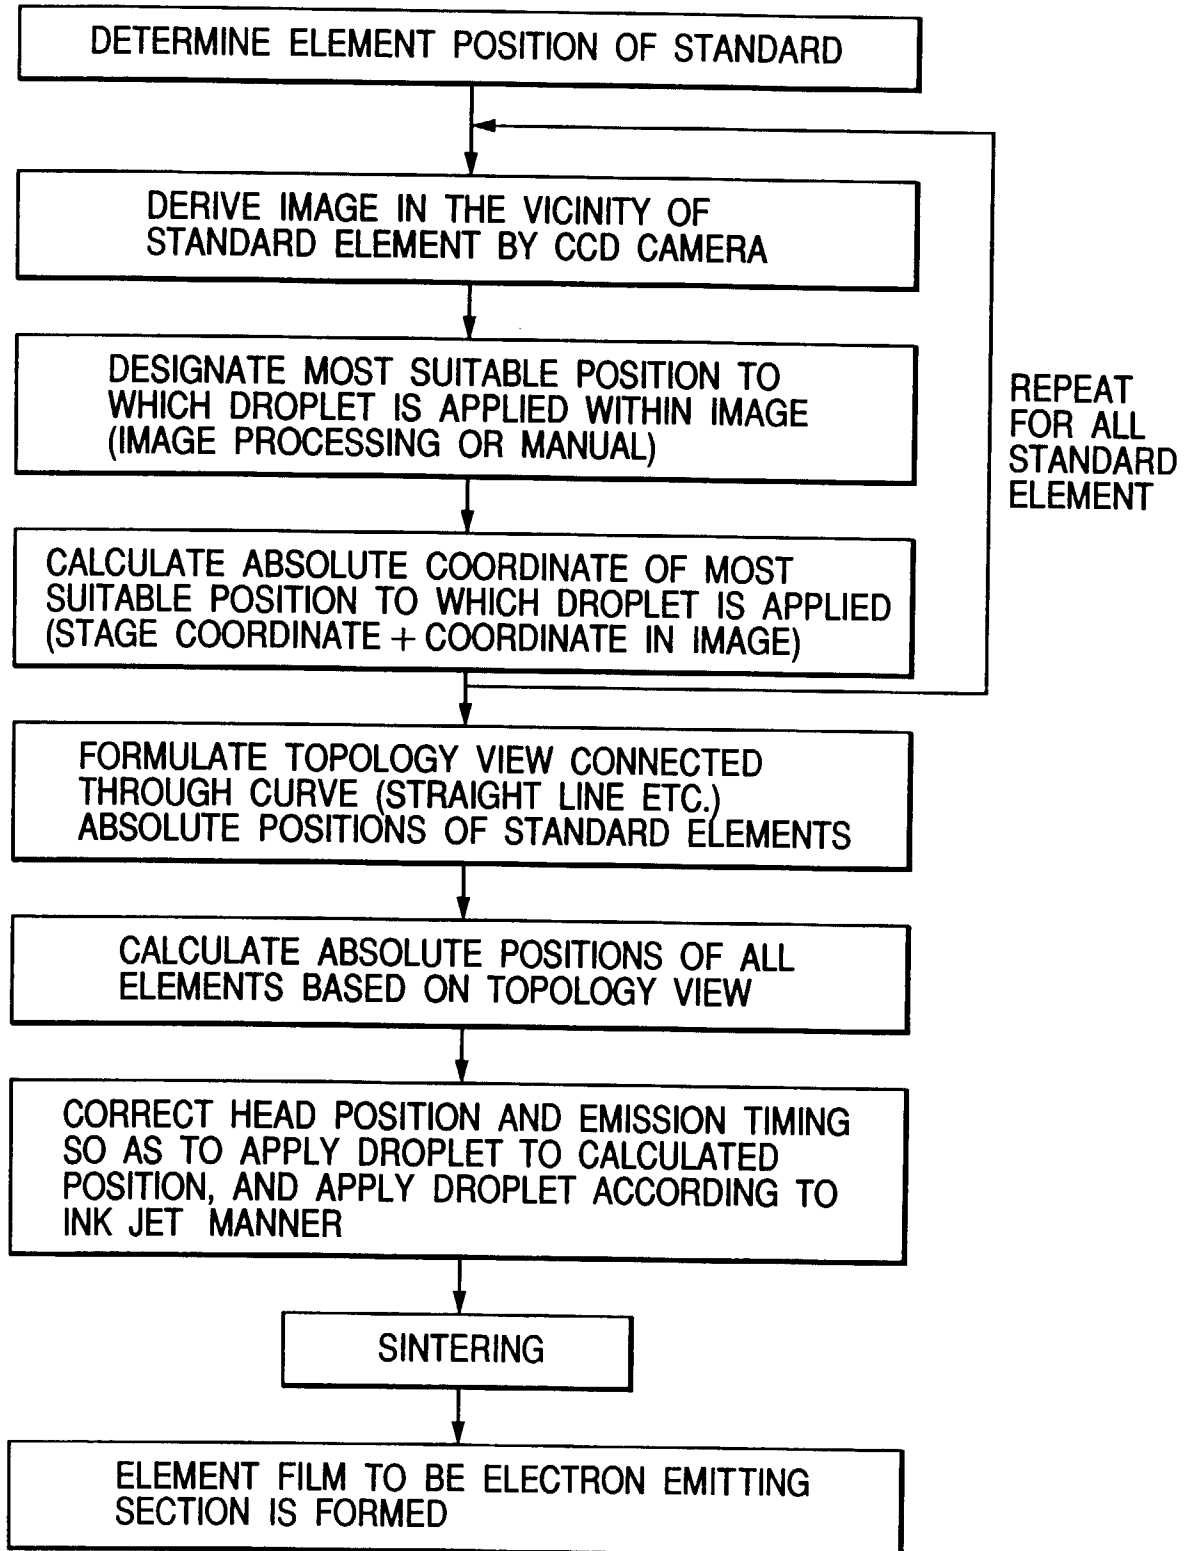 DETERMINE ELEMENT POSITION OF STANDARD
DERIVE IMAGE IN THE VICINITY OF
STANDARD ELEMENT BY CCD CAMERA
DESIGNATE MOST SUITABLE POSITION TO
WHICH DROPLET IS APPLIED WITHIN IMAGE
(IMAGE PROCESSING OR MANUAL)
REPEAT
FOR ALL
STANDARD
ELEMENT
CALCULATE ABSOLUTE COORDINATE OF MOST
SUITABLE POSITION TO WHICH DROPLET IS APPLIED
(STAGE COORDINATE + COORDINATE IN IMAGE)
FORMULATE TOPOLOGY VIEW CONNECTED
THROUGH CURVE (STRAIGHT LINE ETC.)
ABSOLUTE POSITIONS OF STANDARD ELEMENTS
CALCULATE ABSOLUTE POSITIONS OF ALL
ELEMENTS BASED ON TOPOLOGY VIEW
CORRECT HEAD POSITION AND EMISSION TIMING
SO AS TO APPLY DROPLET TO CALCULATED
POSITION, AND APPLY DROPLET ACCORDING TO
INK JET MANNER
SINTERING
ELEMENT FILM TO BE ELECTRON EMITTING
SECTION IS FORMED